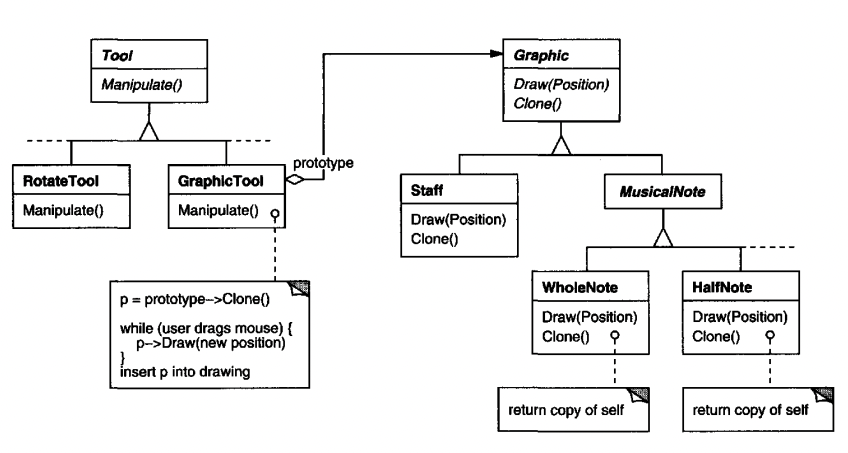 Tool
Manipulate()
RotateTool
Manipulate()
GraphicTool
Manipulate()
prototype
p = prototype->Clone()
while (user drags mouse) {
p->Draw(new position)
}
insert p into drawing
Graphic
Draw(Position)
Clone()
Staff
Draw(Position)
Clone()
MusicalNote
WholeNote
Draw(Position)
Clone()
return copy of self
HalfNote
Draw(Position)
Clone()
return copy of self